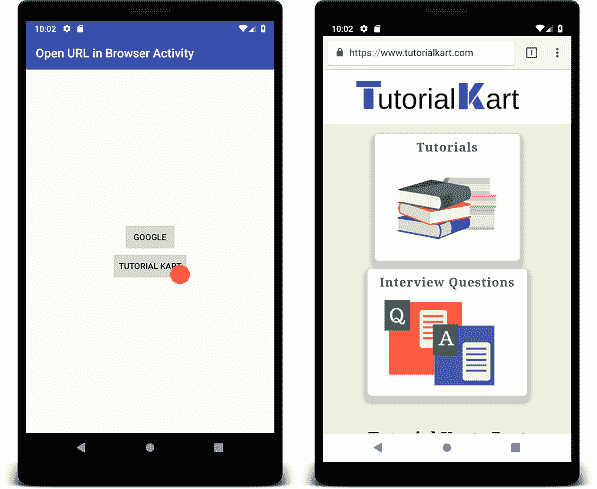 10:02
Open URL in Browser Activity
GOOGLE
TUTORIAL KART
10:02
https://www.tutorialkart.com
1
TutorialKart
Tutorials
Interview Questions
Q
A